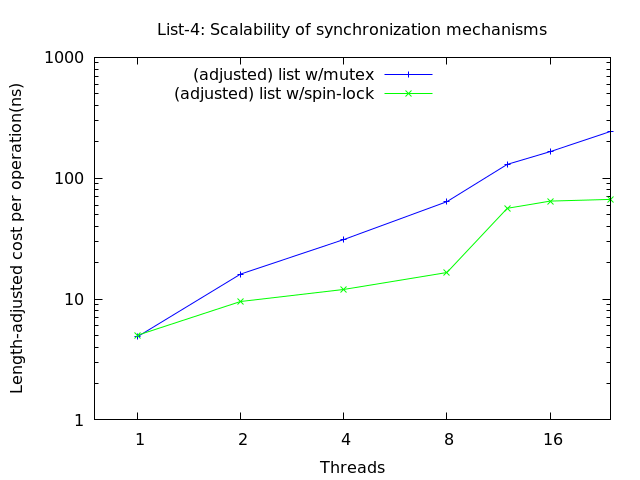 List-4: Scalability of synchronization mechanisms
1000
100
10
1
Length-adjusted cost per operation(ns)
(adjusted) list w/mutex
(adjusted) list w/spin-lock
1 2 4 8 16
Threads